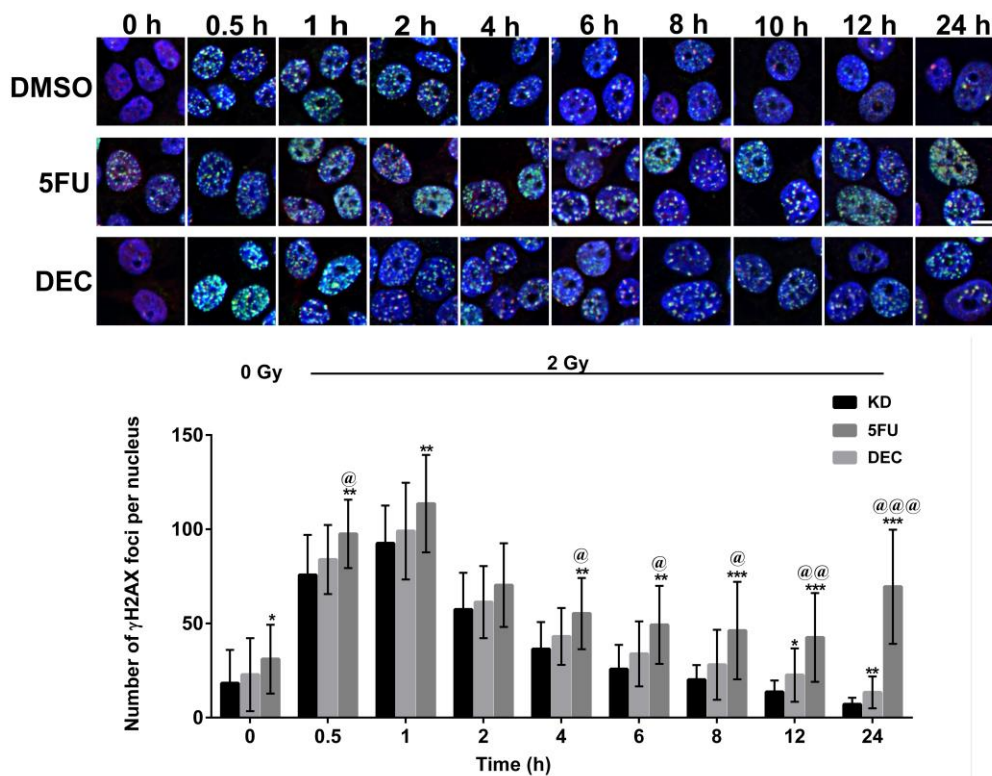 0 h 0.5h 1 h 2 h 4 h 6 h 8 h 10 h 12 h 24 h
DMSO
5FU
DEC
0 Gy 2 Gy
KD
5FU
DEC
Number of γH2AX foci per nucleus
150
100
50
0
*
@
**
**
@
**
@
**
@
***
*
@@
***
**
@@@
***
0 0.5 1 2 4 6 8 12 24
Time (h)